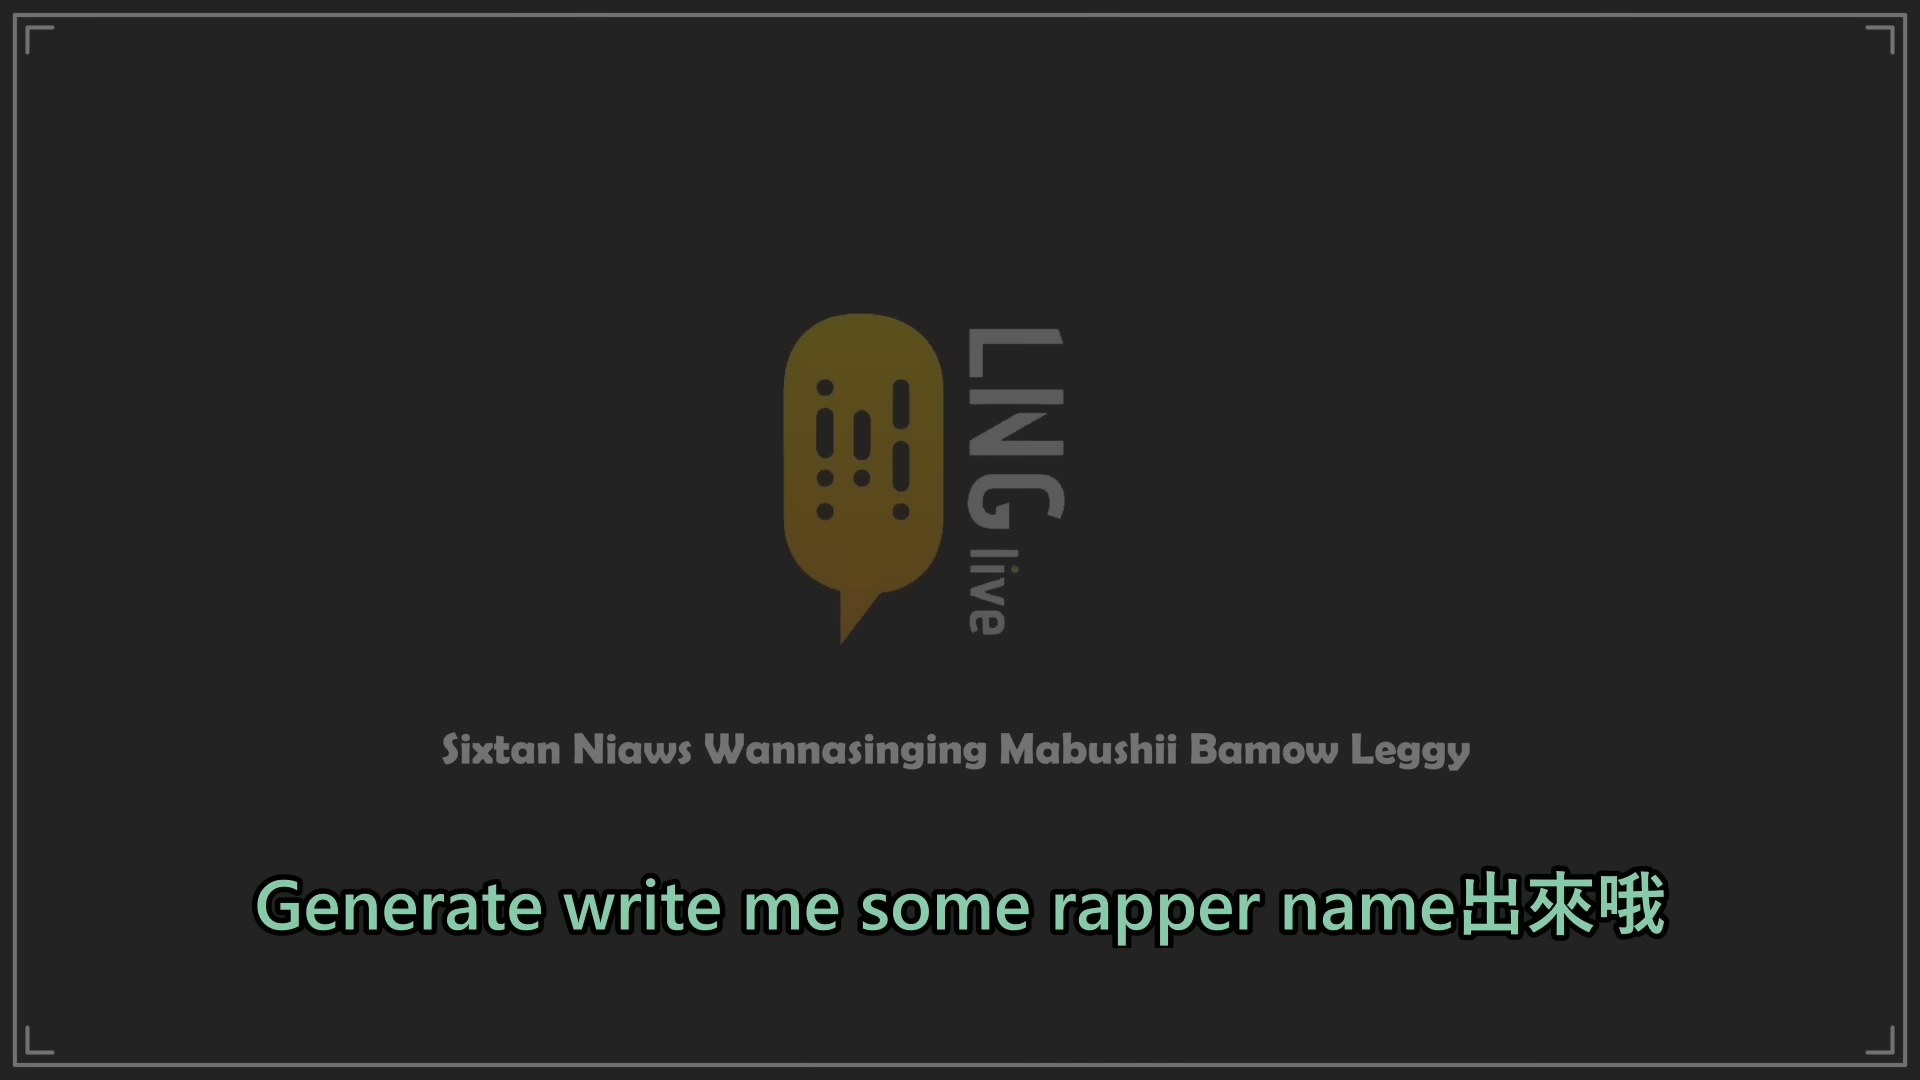 LING live
Sixtan Niaws Wannasinging Mabushii Bamow Leggy
Generate write me some rapper name出來哦